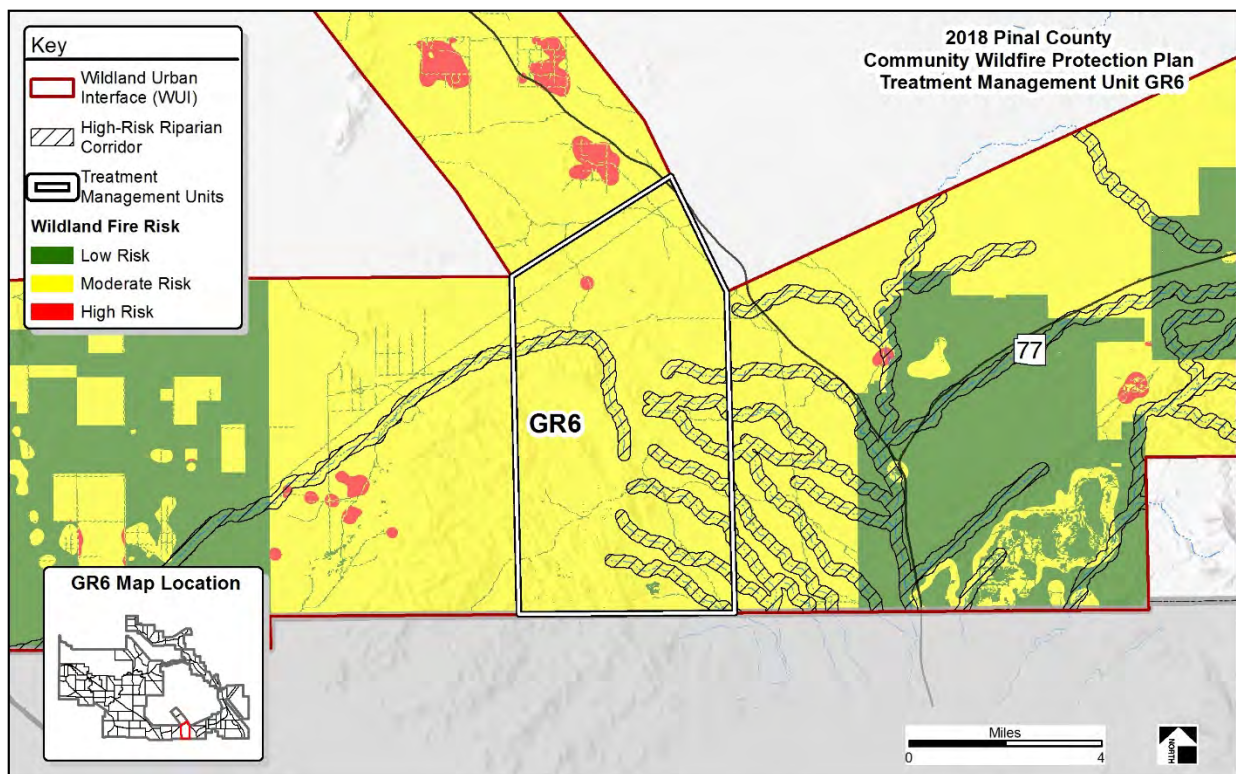 Key
Wildland Urban
Interface (WUI)
High-Risk Riparian
Corridor
Treatment
Management Units
Wildland Fire Risk
Low Risk
Moderate Risk
High Risk
2018 Pinal County
Community Wildfire Protection Plan
Treatment Management Unit GR6
77
GR6
GR6 Map Location
Miles
0 4
NORTH